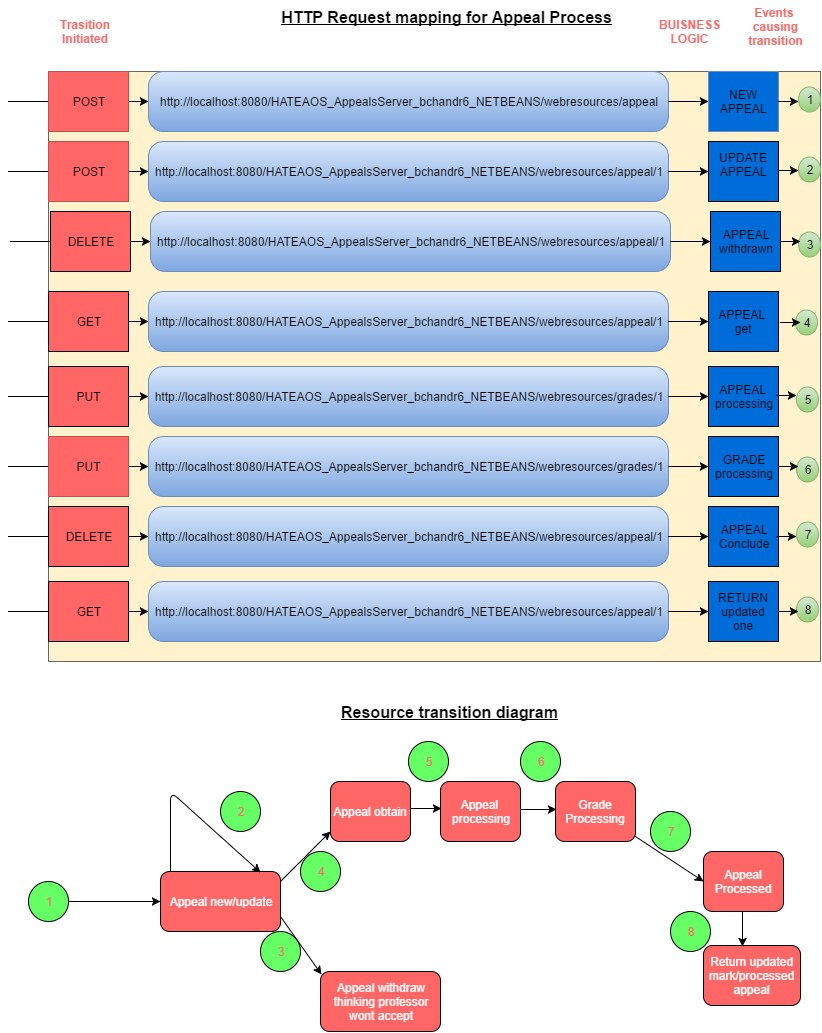 HTTP Request mapping for Appeal Process
Trasition
Initiated
BUISNESS
LOGIC
Events
causing
transition
POST
http://localhost:8080/HATEAOS_AppealsServer_bchandr6_NETBEANS/webresources/appeal
NEW
APPEAL
1
POST
http://localhost:8080/HATEAOS_AppealsServer_bchandr6_NETBEANS/webresources/appeal/1
UPDATE
APPEAL
2
DELETE
http://localhost:8080/HATEAOS_AppealsServer_bchandr6_NETBEANS/webresources/appeal/1
APPEAL
withdrawn
3
GET
http://localhost:8080/HATEAOS_AppealsServer_bchandr6_NETBEANS/webresources/appeal/1
APPEAL
get
4
PUT
http://localhost:8080/HATEAOS_AppealsServer_bchandr6_NETBEANS/webresources/grades/1
APPEAL
processing
5
PUT
http://localhost:8080/HATEAOS_AppealsServer_bchandr6_NETBEANS/webresources/grades/1
GRADE
processing
6
DELETE
http://localhost:8080/HATEAOS_AppealsServer_bchandr6_NETBEANS/webresources/appeal/1
APPEAL
Conclude
7
GET
http://localhost:8080/HATEAOS_AppealsServer_bchandr6_NETBEANS/webresources/appeal/1
RETURN
updated
one
8
Resource transition diagram
1
Appeal new/update
2
3
Appeal withdraw
thinking professor
wont accept
4
Appeal obtain
5
Appeal
processing
6
Grade
Processing
7
Appeal
Processed
8
Return updated
mark/processed
appeal